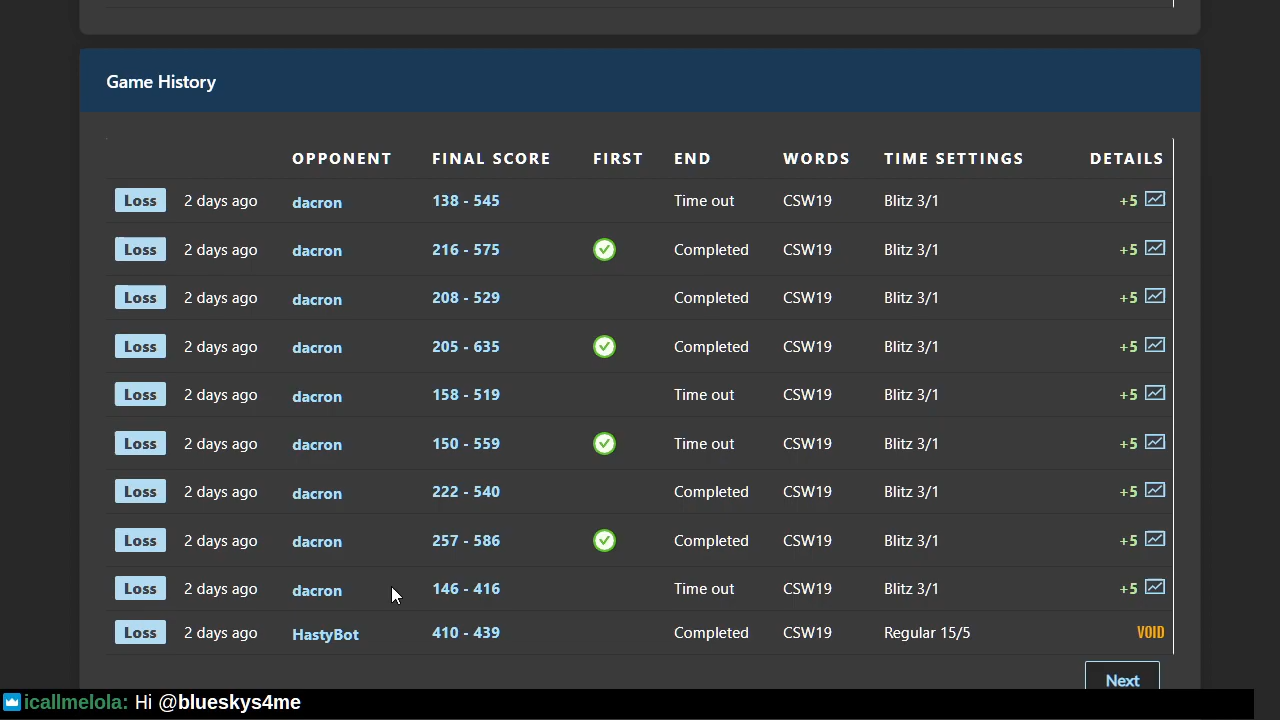 Game History
OPPONENT FINAL SCORE FIRST END WORDS TIME SETTINGS DETAILS
Loss 2 days ago dacron 138 - 545 Time out CSW19 Blitz 3/1 +5
Loss 2 days ago dacron 216 - 575 Completed CSW19 Blitz 3/1 +5
Loss 2 days ago dacron 208 - 529 Completed CSW19 Blitz 3/1 +5
Loss 2 days ago dacron 205 - 635 Completed CSW19 Blitz 3/1 +5
Loss 2 days ago dacron 158 - 519 Time out CSW19 Blitz 3/1 +5
Loss 2 days ago dacron 150 - 559 Time out CSW19 Blitz 3/1 +5
Loss 2 days ago dacron 222 - 540 Completed CSW19 Blitz 3/1 +5
Loss 2 days ago dacron 257 - 586 Completed CSW19 Blitz 3/1 +5
Loss 2 days ago dacron 146 - 416 Time out CSW19 Blitz 3/1 +5
Loss 2 days ago HastyBot 410 - 439 Completed CSW19 Regular 15/5 VOID
Next
icallmelola: Hi @blueskys4me